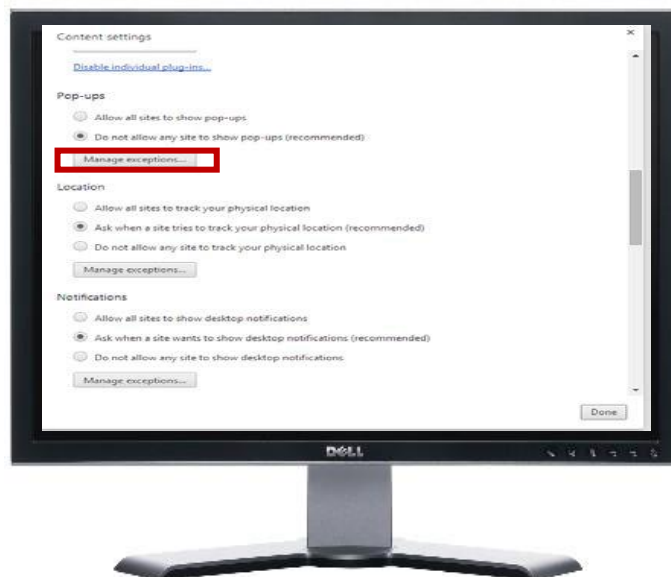 Content settings
Disable individual plug-ins...
Pop-ups
Allow all sites to show pop-ups
Do not allow any site to show pop-ups (recommended)
Manage exceptions...
Location
Allow all sites to track your physical location
Ask when a site tries to track your physical location (recommended)
Do not allow any site to track your physical location
Manage exceptions...
Notifications
Allow all sites to show desktop notifications
Ask when a site wants to show desktop notifications (recommended)
Do not allow any site to show desktop notifications
Manage exceptions...
Done
DELL